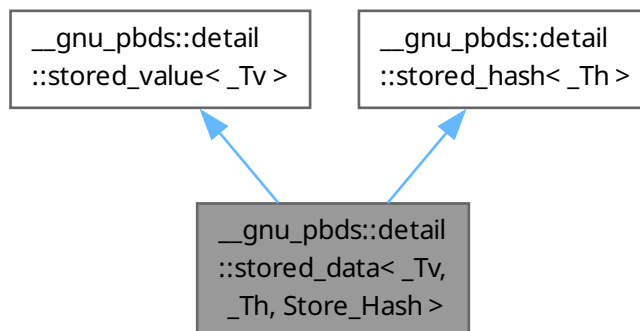 __gnu_pbds::detail
::stored_value< _Tv >
__gnu_pbds::detail
::stored_hash< _Th >
__gnu_pbds::detail
::stored_data< _Tv,
_Th, Store_Hash >